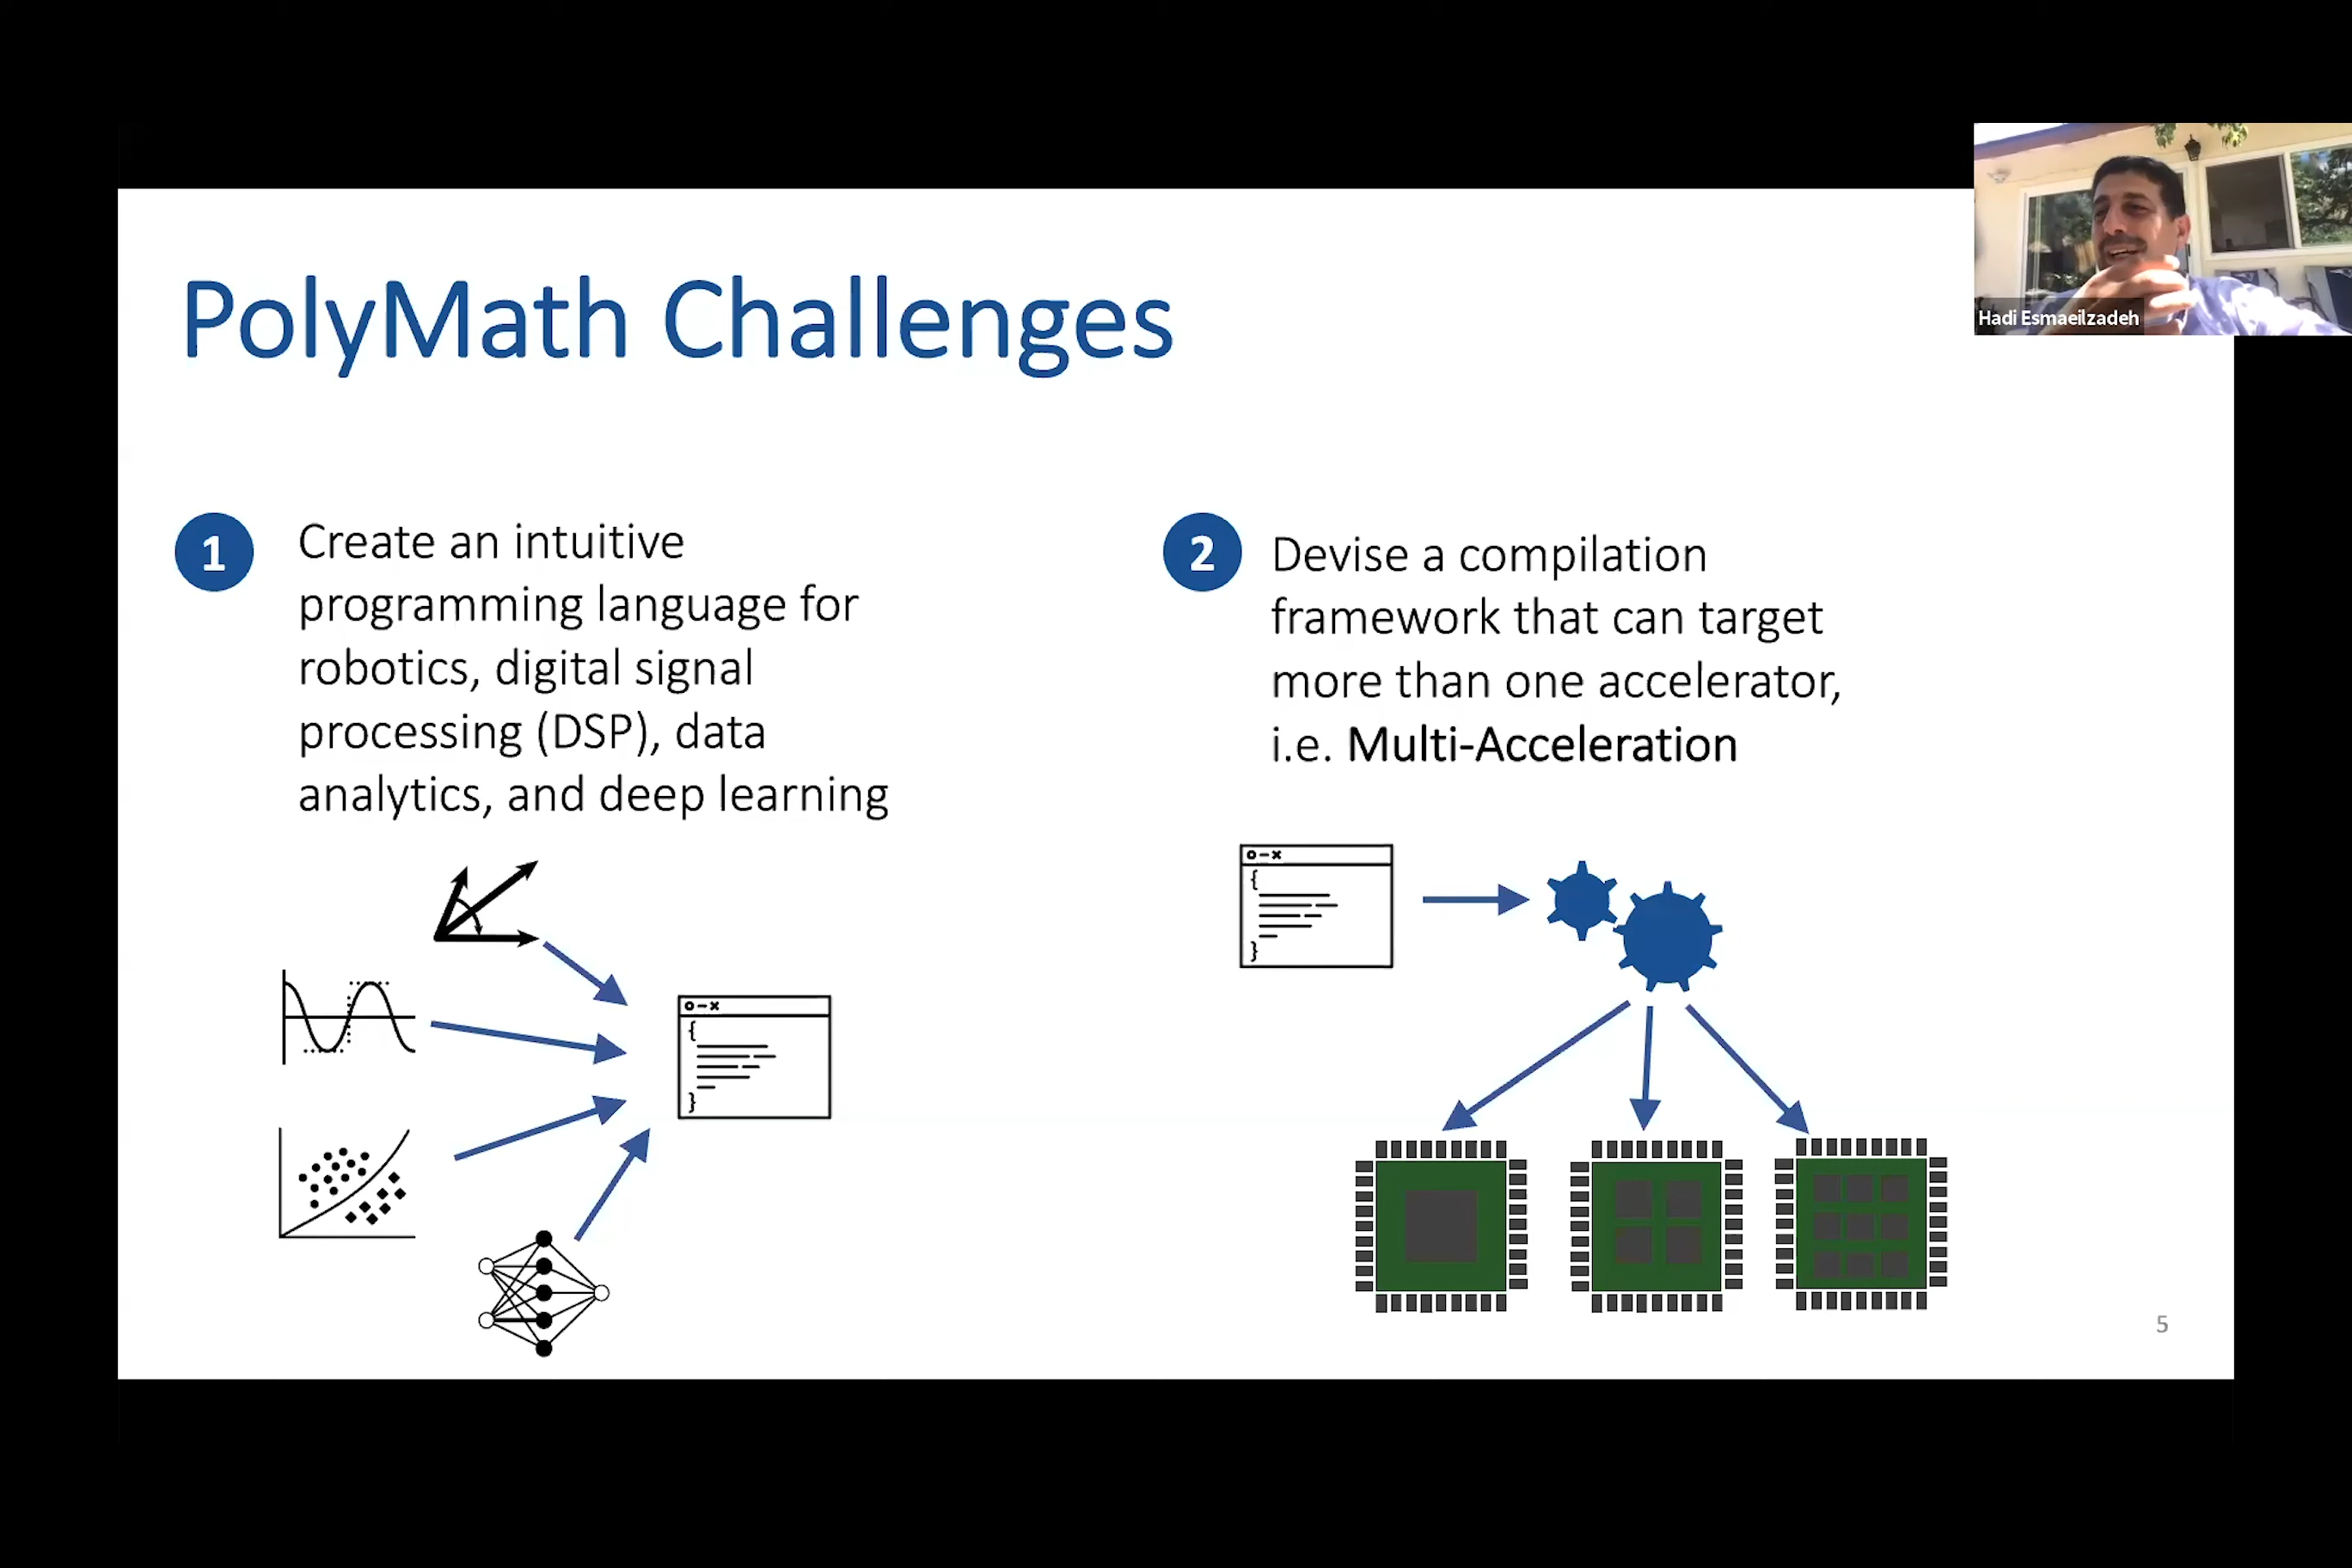 PolyMath Challenges
Hadi Esmaeilzadeh
1
Create an intuitive
programming language for
robotics, digital signal
processing (DSP), data
analytics, and deep learning
2
Devise a compilation
framework that can target
more than one accelerator,
i.e. Multi-Acceleration
5